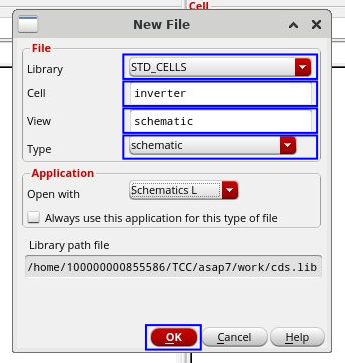 Cell
New File
File
Library STD_CELLS
Cell inverter
View schematic
Type schematic
Application
Open with Schematics L
Always use this application for this type of file
Library path file
/home/100000000855586/TCC/asap7/work/cds.lib
OK Cancel Help